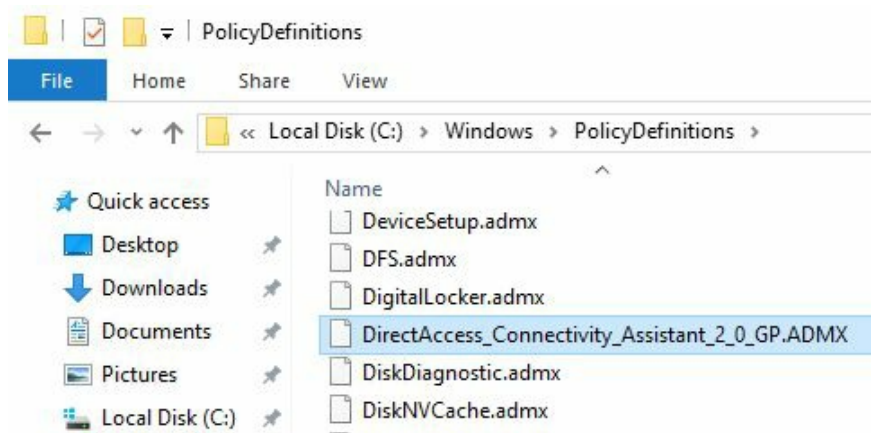 PolicyDefinitions
File Home Share View
« Local Disk (C:) > Windows > PolicyDefinitions >
Name
Quick access
Desktop
Downloads
Documents
Pictures
Local Disk (C:)
DeviceSetup.admx
DFS.admx
DigitalLocker.admx
DirectAccess_Connectivity_Assistant_2_0_GP.ADMX
DiskDiagnostic.admx
DiskNVCache.admx